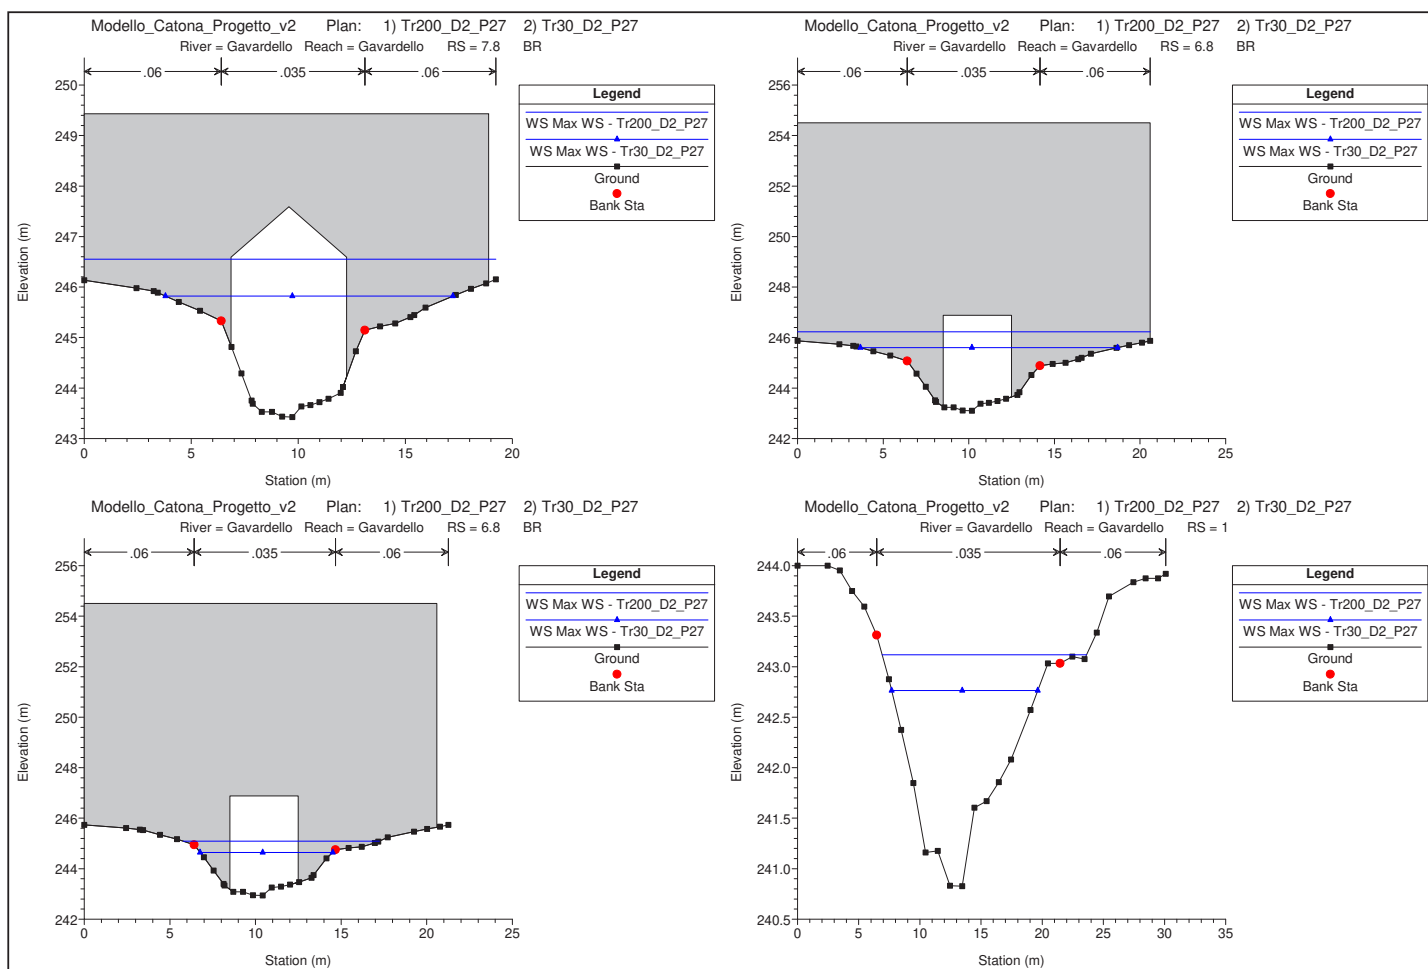 Modello_Catona_Progetto_v2 Plan: 1) Tr200_D2_P27 2) Tr30_D2_P27
River = Gavardello Reach = Gavardello RS = 7.8 BR
.06 .035 .06
Legend
WS Max WS - Tr200_D2_P27
WS Max WS - Tr30_D2_P27
Ground
Bank Sta
Elevation (m)
250
249
248
247
246
245
244
243
0 5 10 15 20
Station (m)
Modello_Catona_Progetto_v2 Plan: 1) Tr200_D2_P27 2) Tr30_D2_P27
River = Gavardello Reach = Gavardello RS = 6.8 BR
.06 .035 .06
Legend
WS Max WS - Tr200_D2_P27
WS Max WS - Tr30_D2_P27
Ground
Bank Sta
Elevation (m)
256
254
252
250
248
246
244
242
0 5 10 15 20 25
Station (m)
Modello_Catona_Progetto_v2 Plan: 1) Tr200_D2_P27 2) Tr30_D2_P27
River = Gavardello Reach = Gavardello RS = 6.8 BR
.06 .035 .06
Legend
WS Max WS - Tr200_D2_P27
WS Max WS - Tr30_D2_P27
Ground
Bank Sta
Elevation (m)
256
254
252
250
248
246
244
242
0 5 10 15 20 25
Station (m)
Modello_Catona_Progetto_v2 Plan: 1) Tr200_D2_P27 2) Tr30_D2_P27
River = Gavardello Reach = Gavardello RS = 1
.06 .035 .06
Legend
WS Max WS - Tr200_D2_P27
WS Max WS - Tr30_D2_P27
Ground
Bank Sta
Elevation (m)
244.0
243.5
243.0
242.5
242.0
241.5
241.0
240.5
0 5 10 15 20 25 30 35
Station (m)